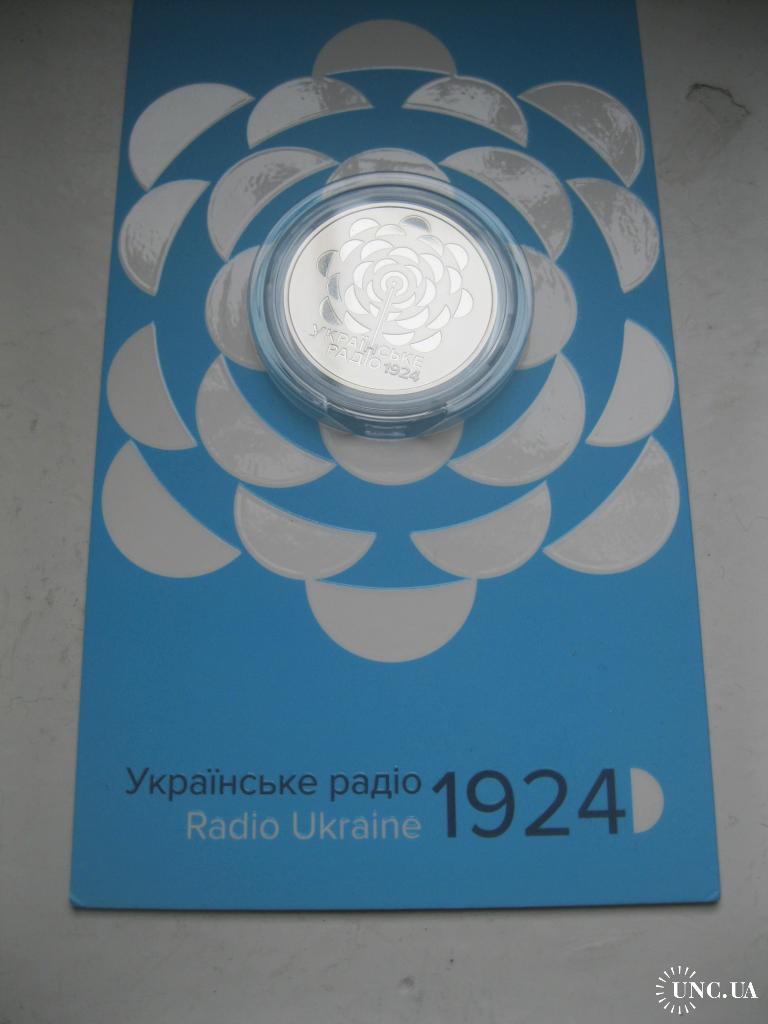 УКРАЇНСЬКЕ
РАДІО 1924
Українське радіо 1924
Radio Ukraine
UNC.UA